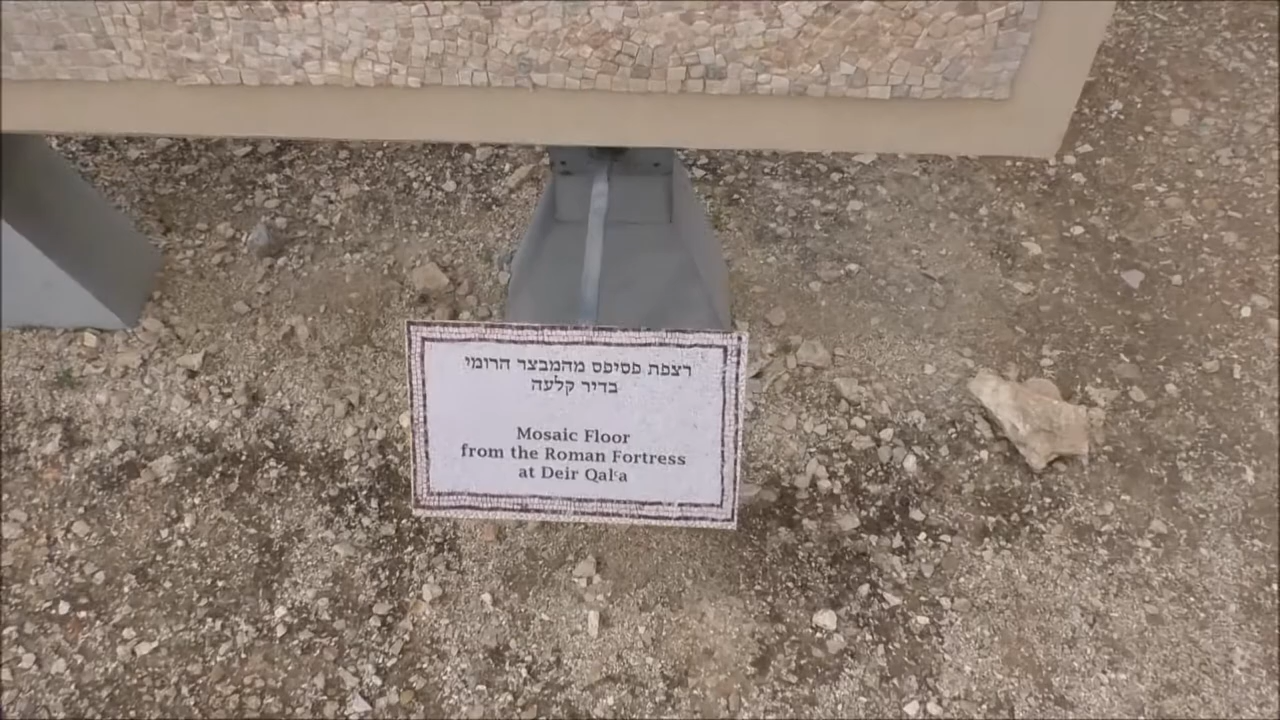 רצפת פסיפס מהמבצר הרומי
בדיר קלעה
Mosaic Floor
from the Roman Fortress
at Deir Qalʿa